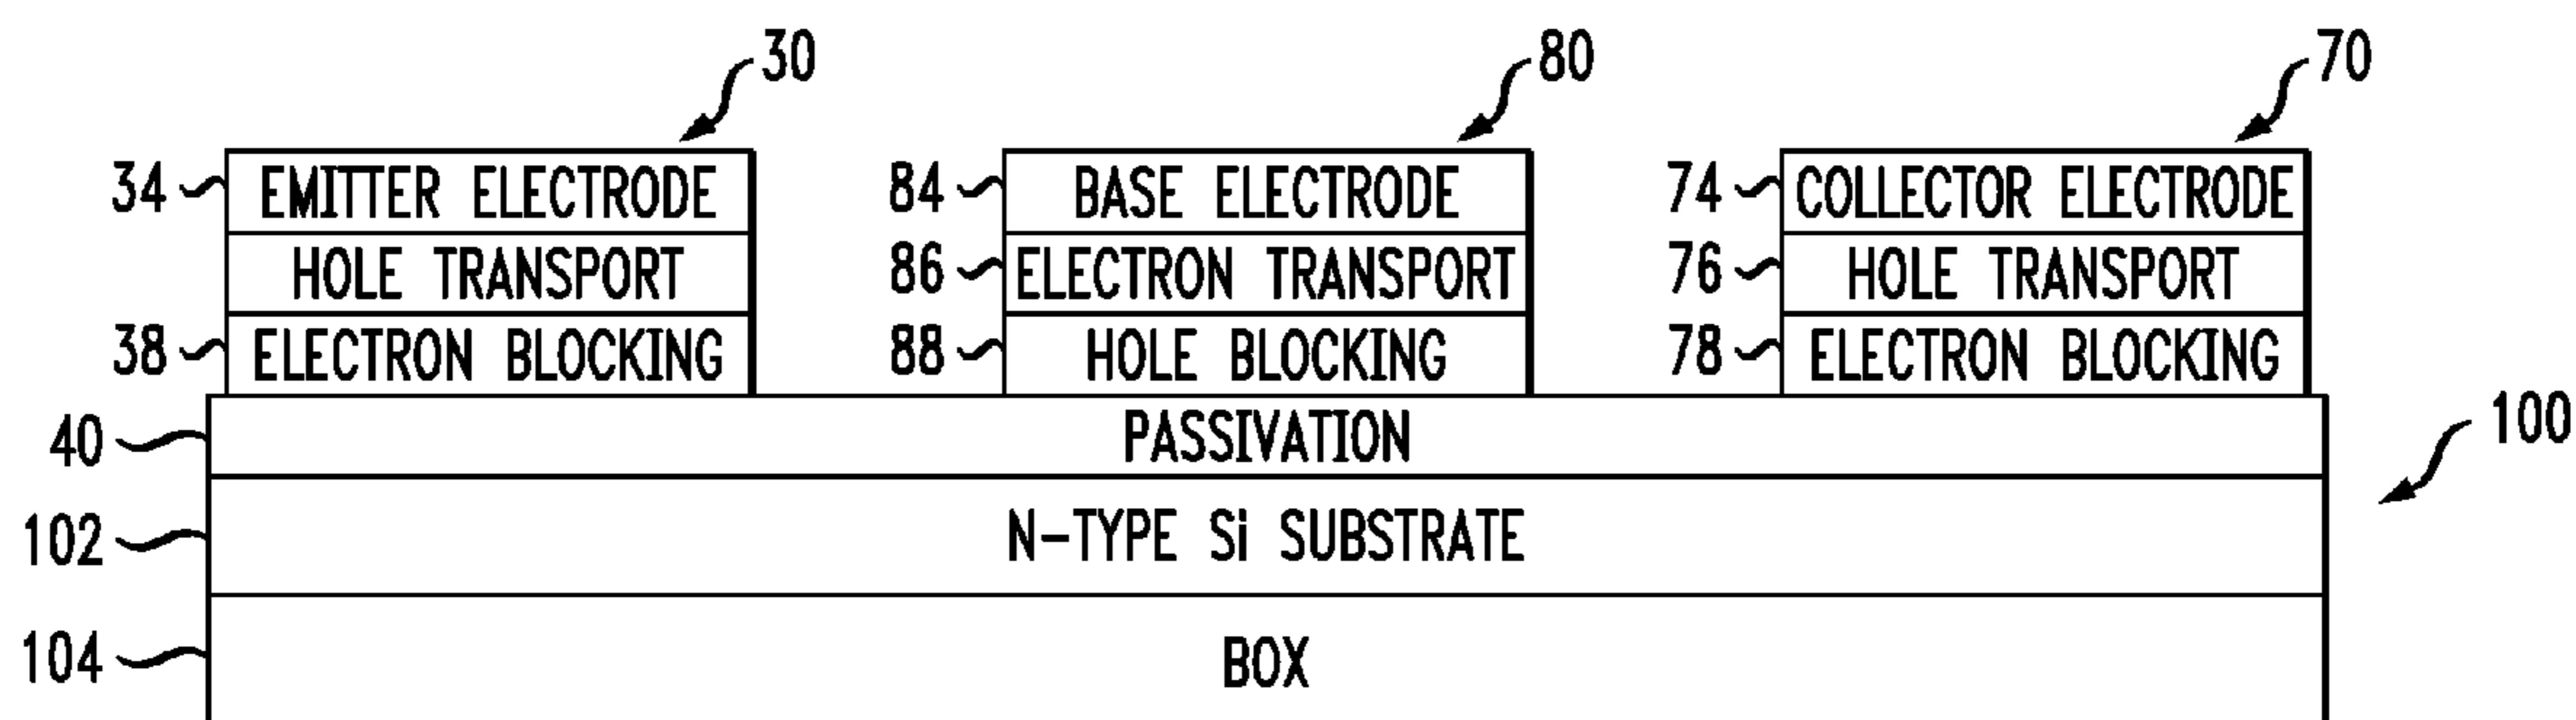 30 80 70
34 EMITTER ELECTRODE 84 BASE ELECTRODE 74 COLLECTOR ELECTRODE
HOLE TRANSPORT 86 ELECTRON TRANSPORT 76 HOLE TRANSPORT
38 ELECTRON BLOCKING 88 HOLE BLOCKING 78 ELECTRON BLOCKING
40 PASSIVATION 100
102 N-TYPE Si SUBSTRATE
104 BOX